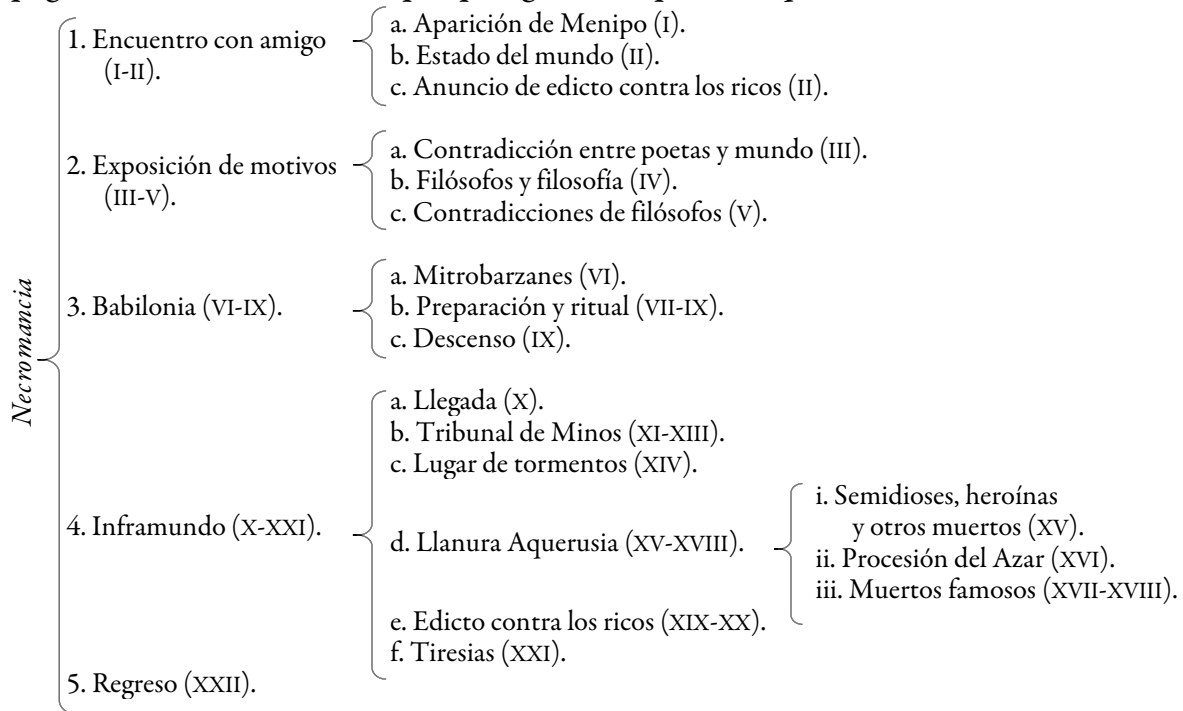 Necromancia
1. Encuentro con amigo
(I-II).
a. Aparición de Menipo (I).
b. Estado del mundo (II).
c. Anuncio de edicto contra los ricos (II).
2. Exposición de motivos
(III-V).
a. Contradicción entre poetas y mundo (III).
b. Filósofos y filosofía (IV).
c. Contradicciones de filósofos (V).
3. Babilonia (VI-IX).
a. Mitrobarzanes (VI).
b. Preparación y ritual (VII-IX).
c. Descenso (IX).
4. Inframundo (X-XXI).
a. Llegada (X).
b. Tribunal de Minos (XI-XIII).
c. Lugar de tormentos (XIV).
d. Llanura Aquerusia (XV-XVIII).
i. Semidioses, heroínas
y otros muertos (XV).
ii. Procesión del Azar (XVI).
iii. Muertos famosos (XVII-XVIII).
e. Edicto contra los ricos (XIX-XX).
f. Tiresias (XXI).
5. Regreso (XXII).